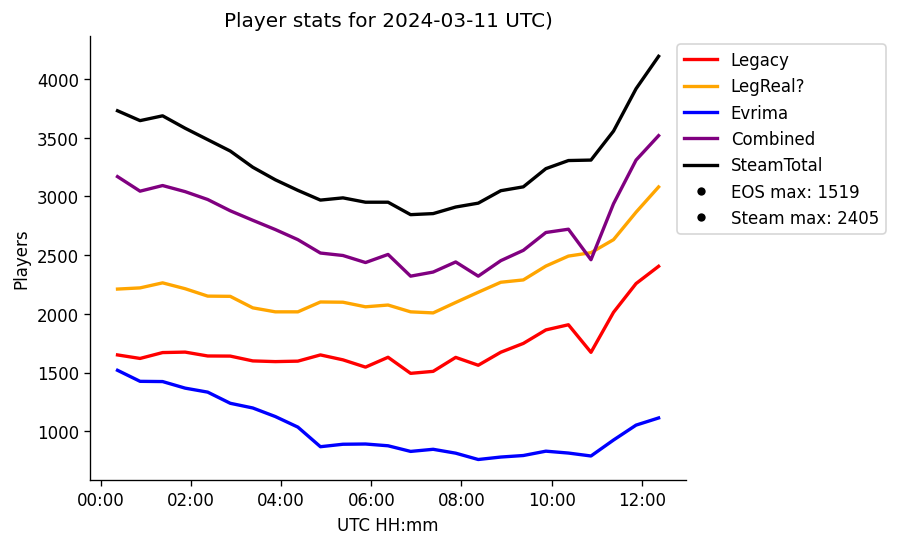 Player stats for 2024-03-11 UTC)
4000
3500
3000
2500
2000
1500
1000
Players
00:00 02:00 04:00 06:00 08:00 10:00 12:00
UTC HH:mm
Legacy
LegReal?
Evrima
Combined
SteamTotal
EOS max: 1519
Steam max: 2405